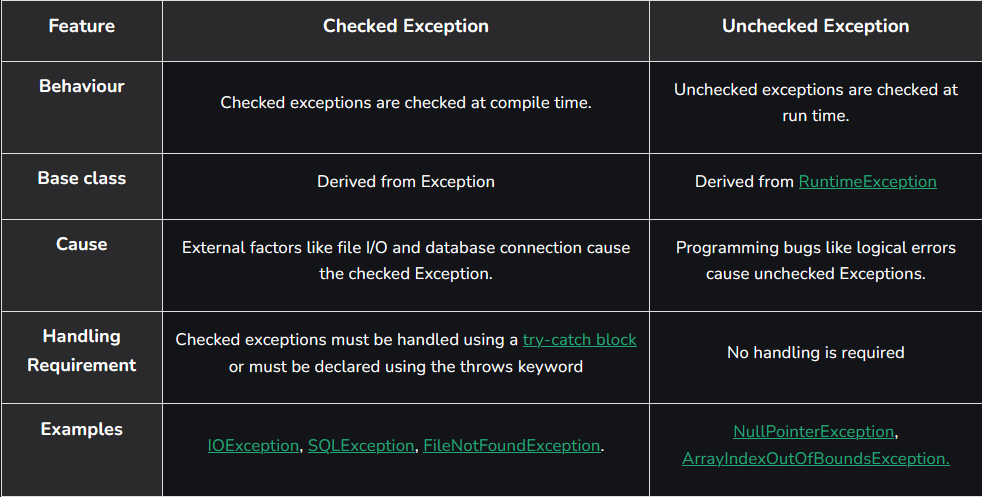 Feature Checked Exception Unchecked Exception
Behaviour
Checked exceptions are checked at compile time.
Unchecked exceptions are checked at
run time.
Base class
Derived from Exception
Derived from RuntimeException
Cause
External factors like file I/O and database connection cause
the checked Exception.
Programming bugs like logical errors
cause unchecked Exceptions.
Handling
Requirement
Checked exceptions must be handled using a try-catch block
or must be declared using the throws keyword
No handling is required
Examples
IOException, SQLException, FileNotFoundException.
NullPointerException,
ArrayIndexOutOfBoundsException.